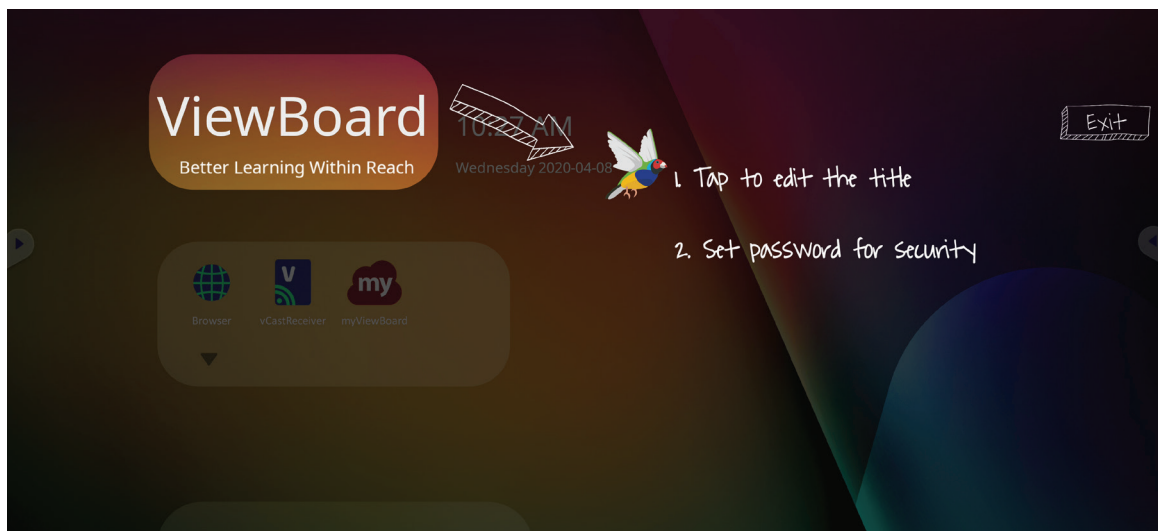 ViewBoard
Better Learning Within Reach
10:27 AM
Wednesday 2020-04-08
Exit
1. Tap to edit the title
2. Set password for security
V
my
Browser
vCastReceiver
myViewBoard